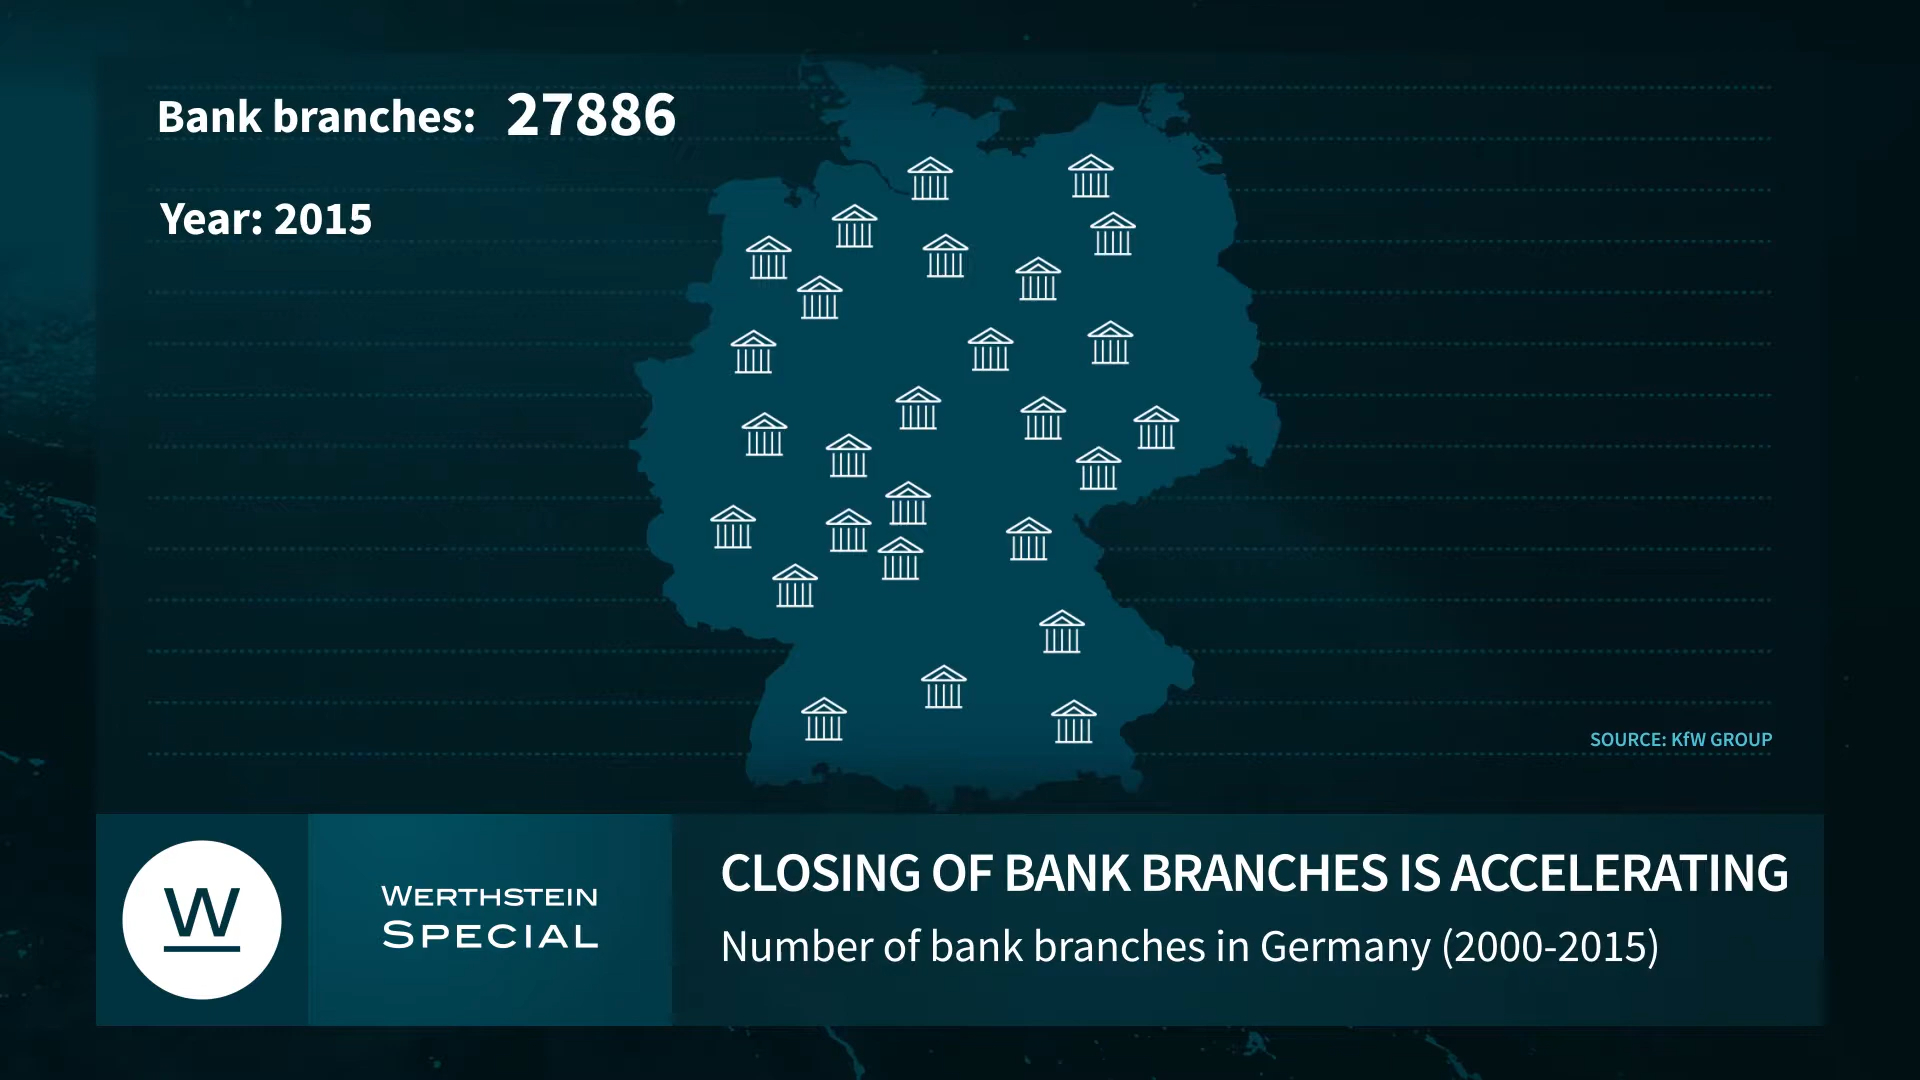 Bank branches: 27886
Year: 2015
SOURCE: KfW GROUP
W
WERTHSTEIN
SPECIAL
CLOSING OF BANK BRANCHES IS ACCELERATING
Number of bank branches in Germany (2000-2015)